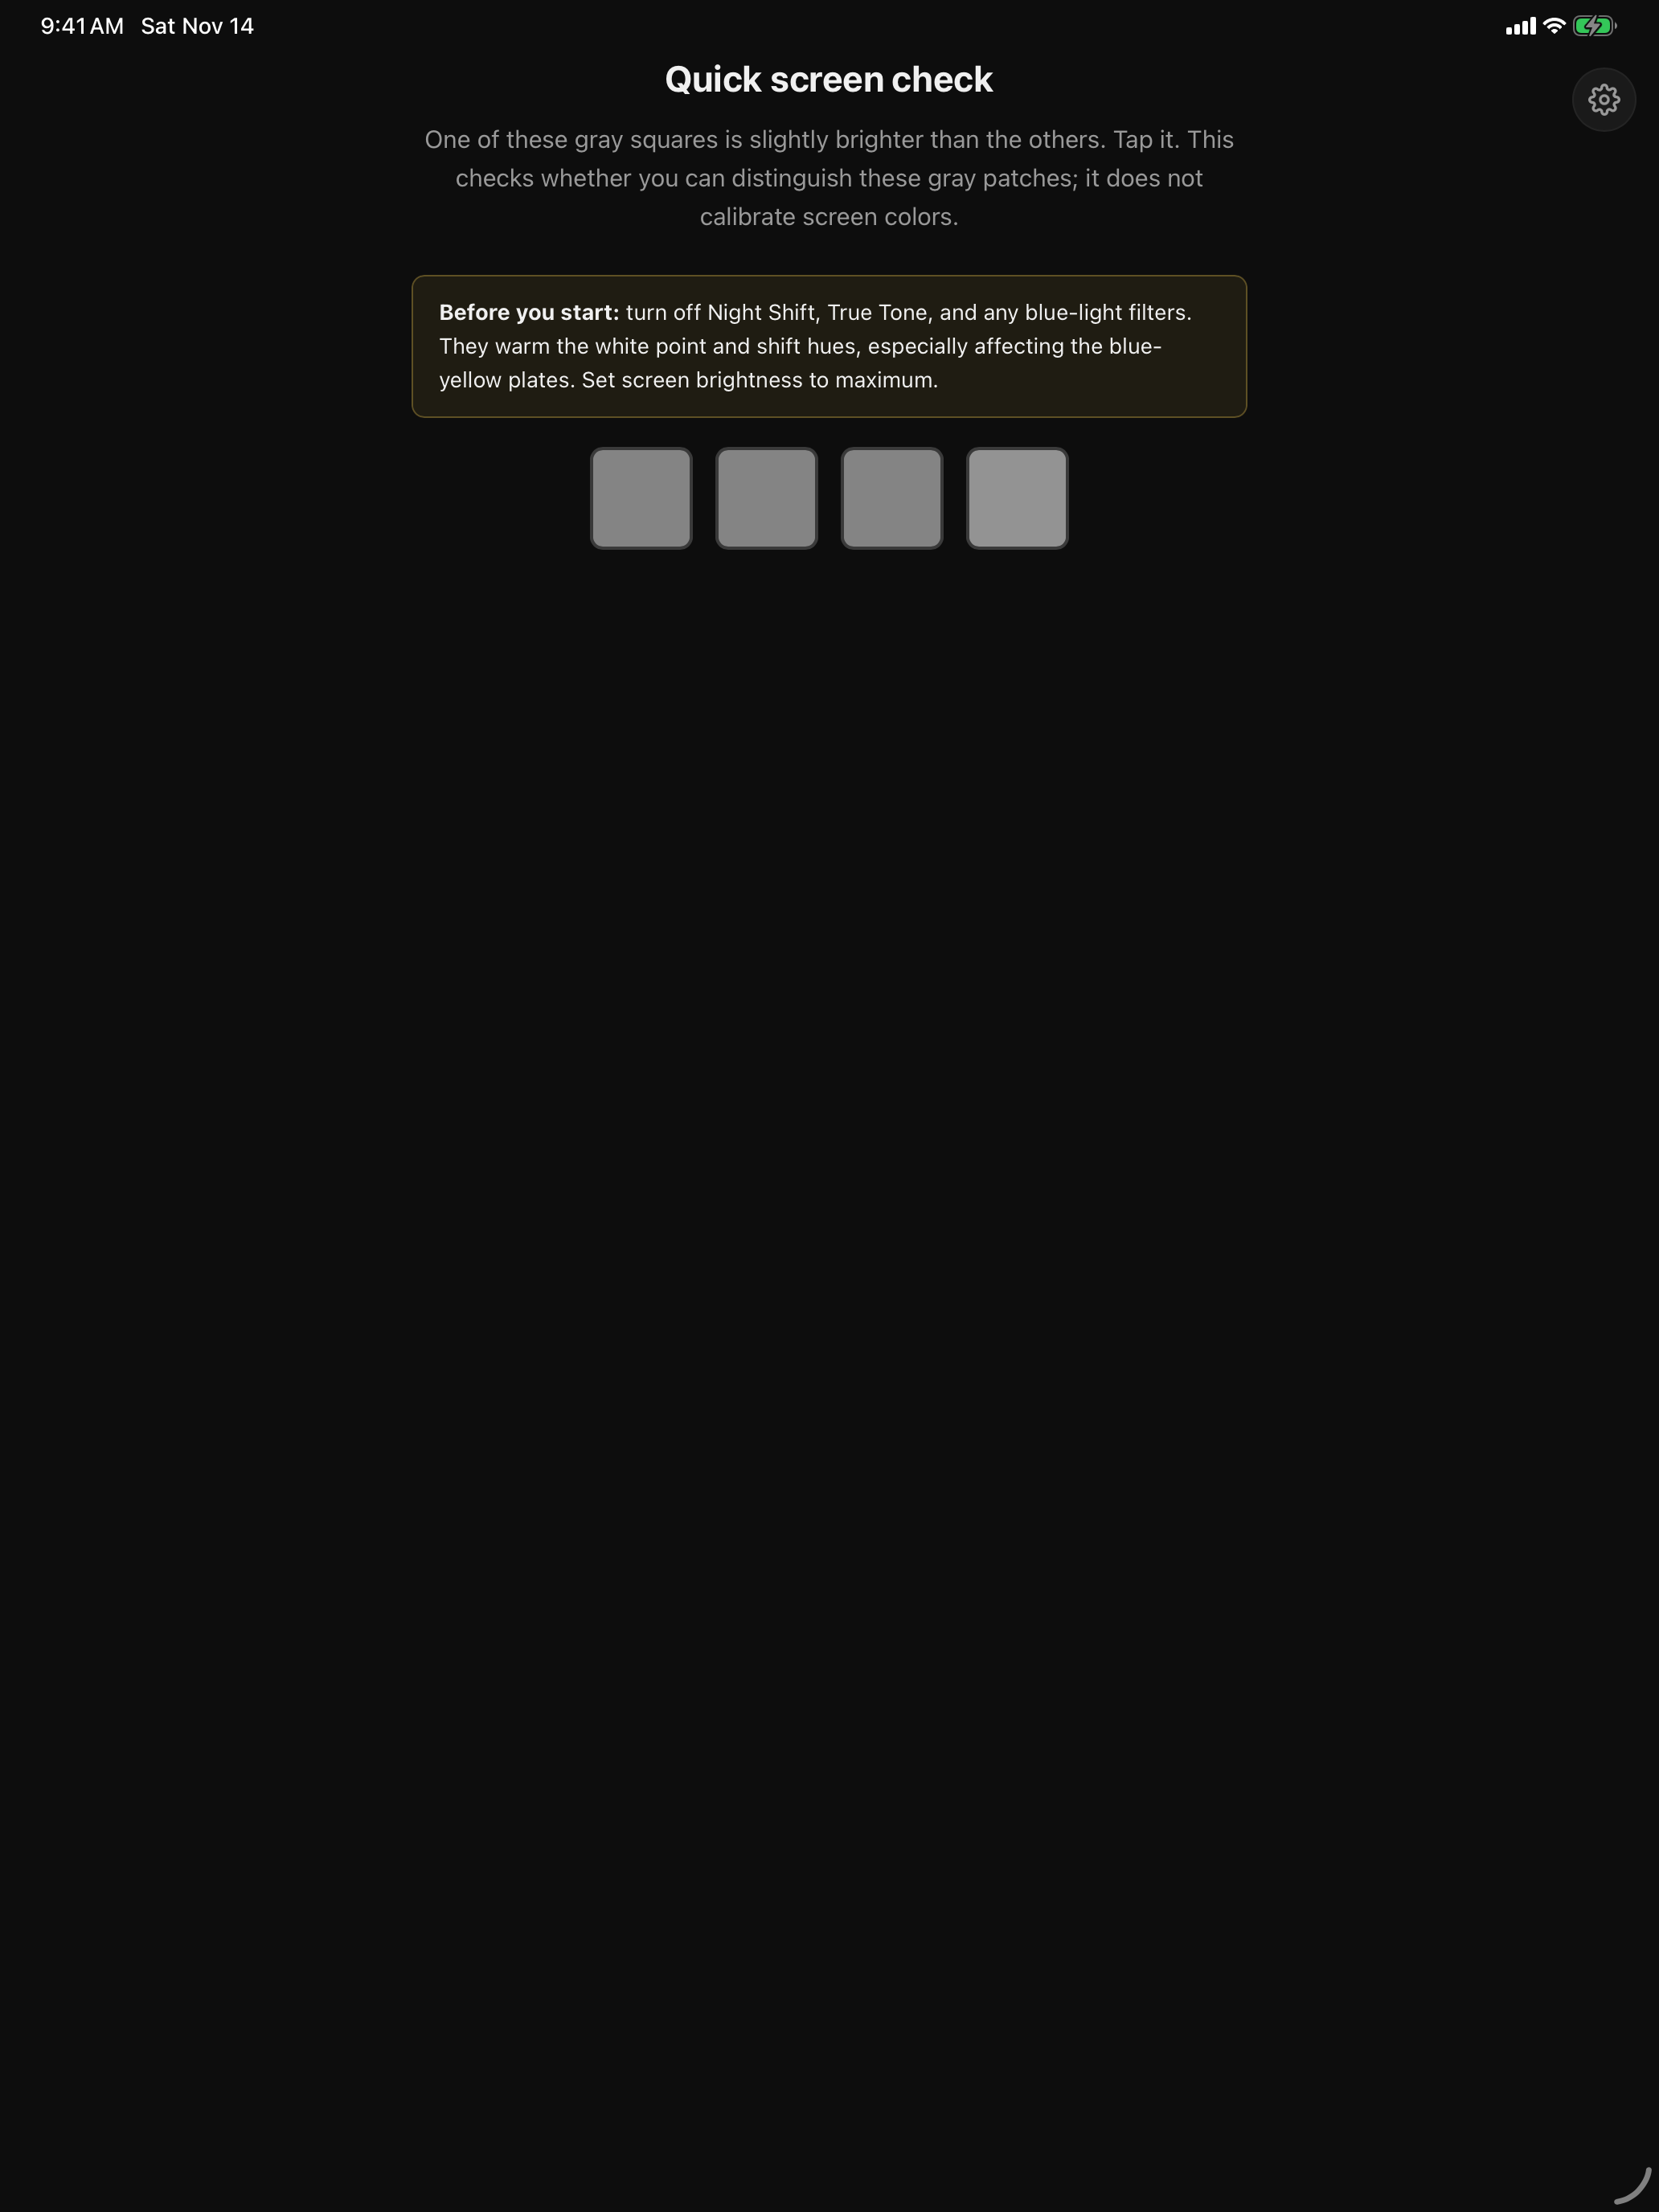 9:41 AM Sat Nov 14
Quick screen check
One of these gray squares is slightly brighter than the others. Tap it. This
checks whether you can distinguish these gray patches; it does not
calibrate screen colors.
Before you start: turn off Night Shift, True Tone, and any blue-light filters.
They warm the white point and shift hues, especially affecting the blue-
yellow plates. Set screen brightness to maximum.